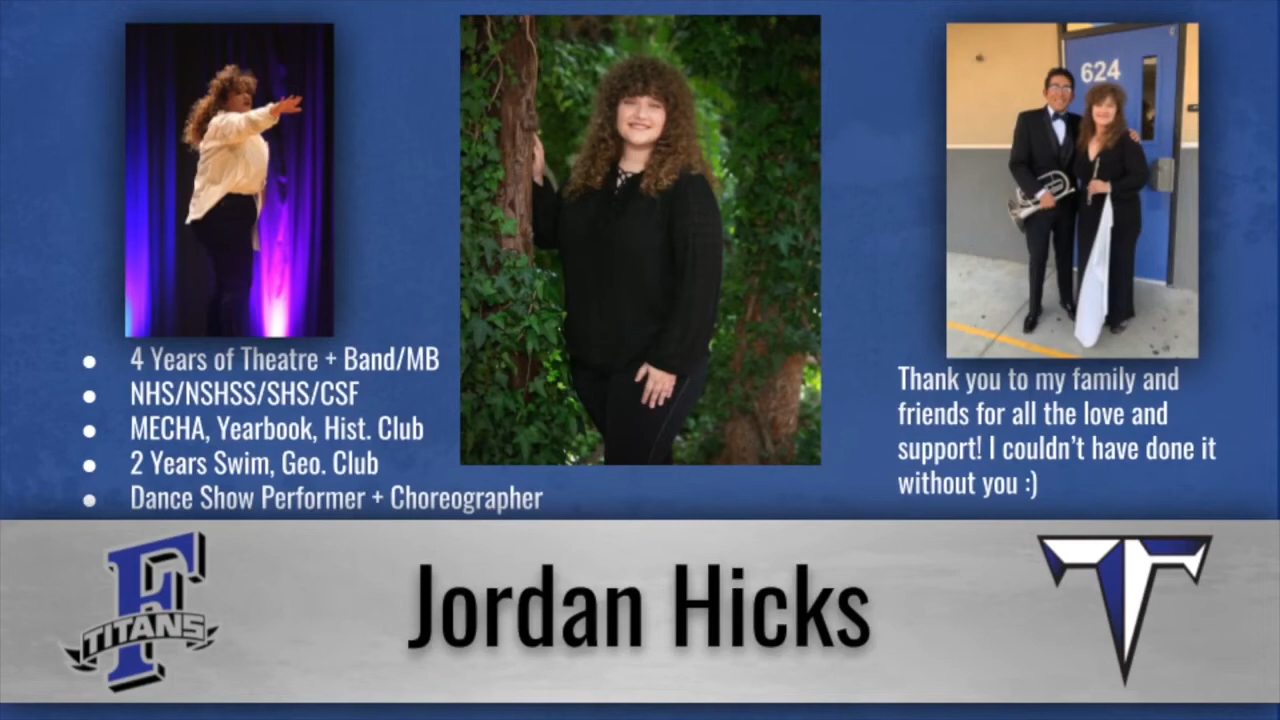 624
4 Years of Theatre + Band/MB
NHS/NSHSS/SHS/CSF
MECHA, Yearbook, Hist. Club
2 Years Swim, Geo. Club
Dance Show Performer + Choreographer
Thank you to my family and
friends for all the love and
support! I couldn't have done it
without you :)
F
TITANS
Jordan Hicks
T